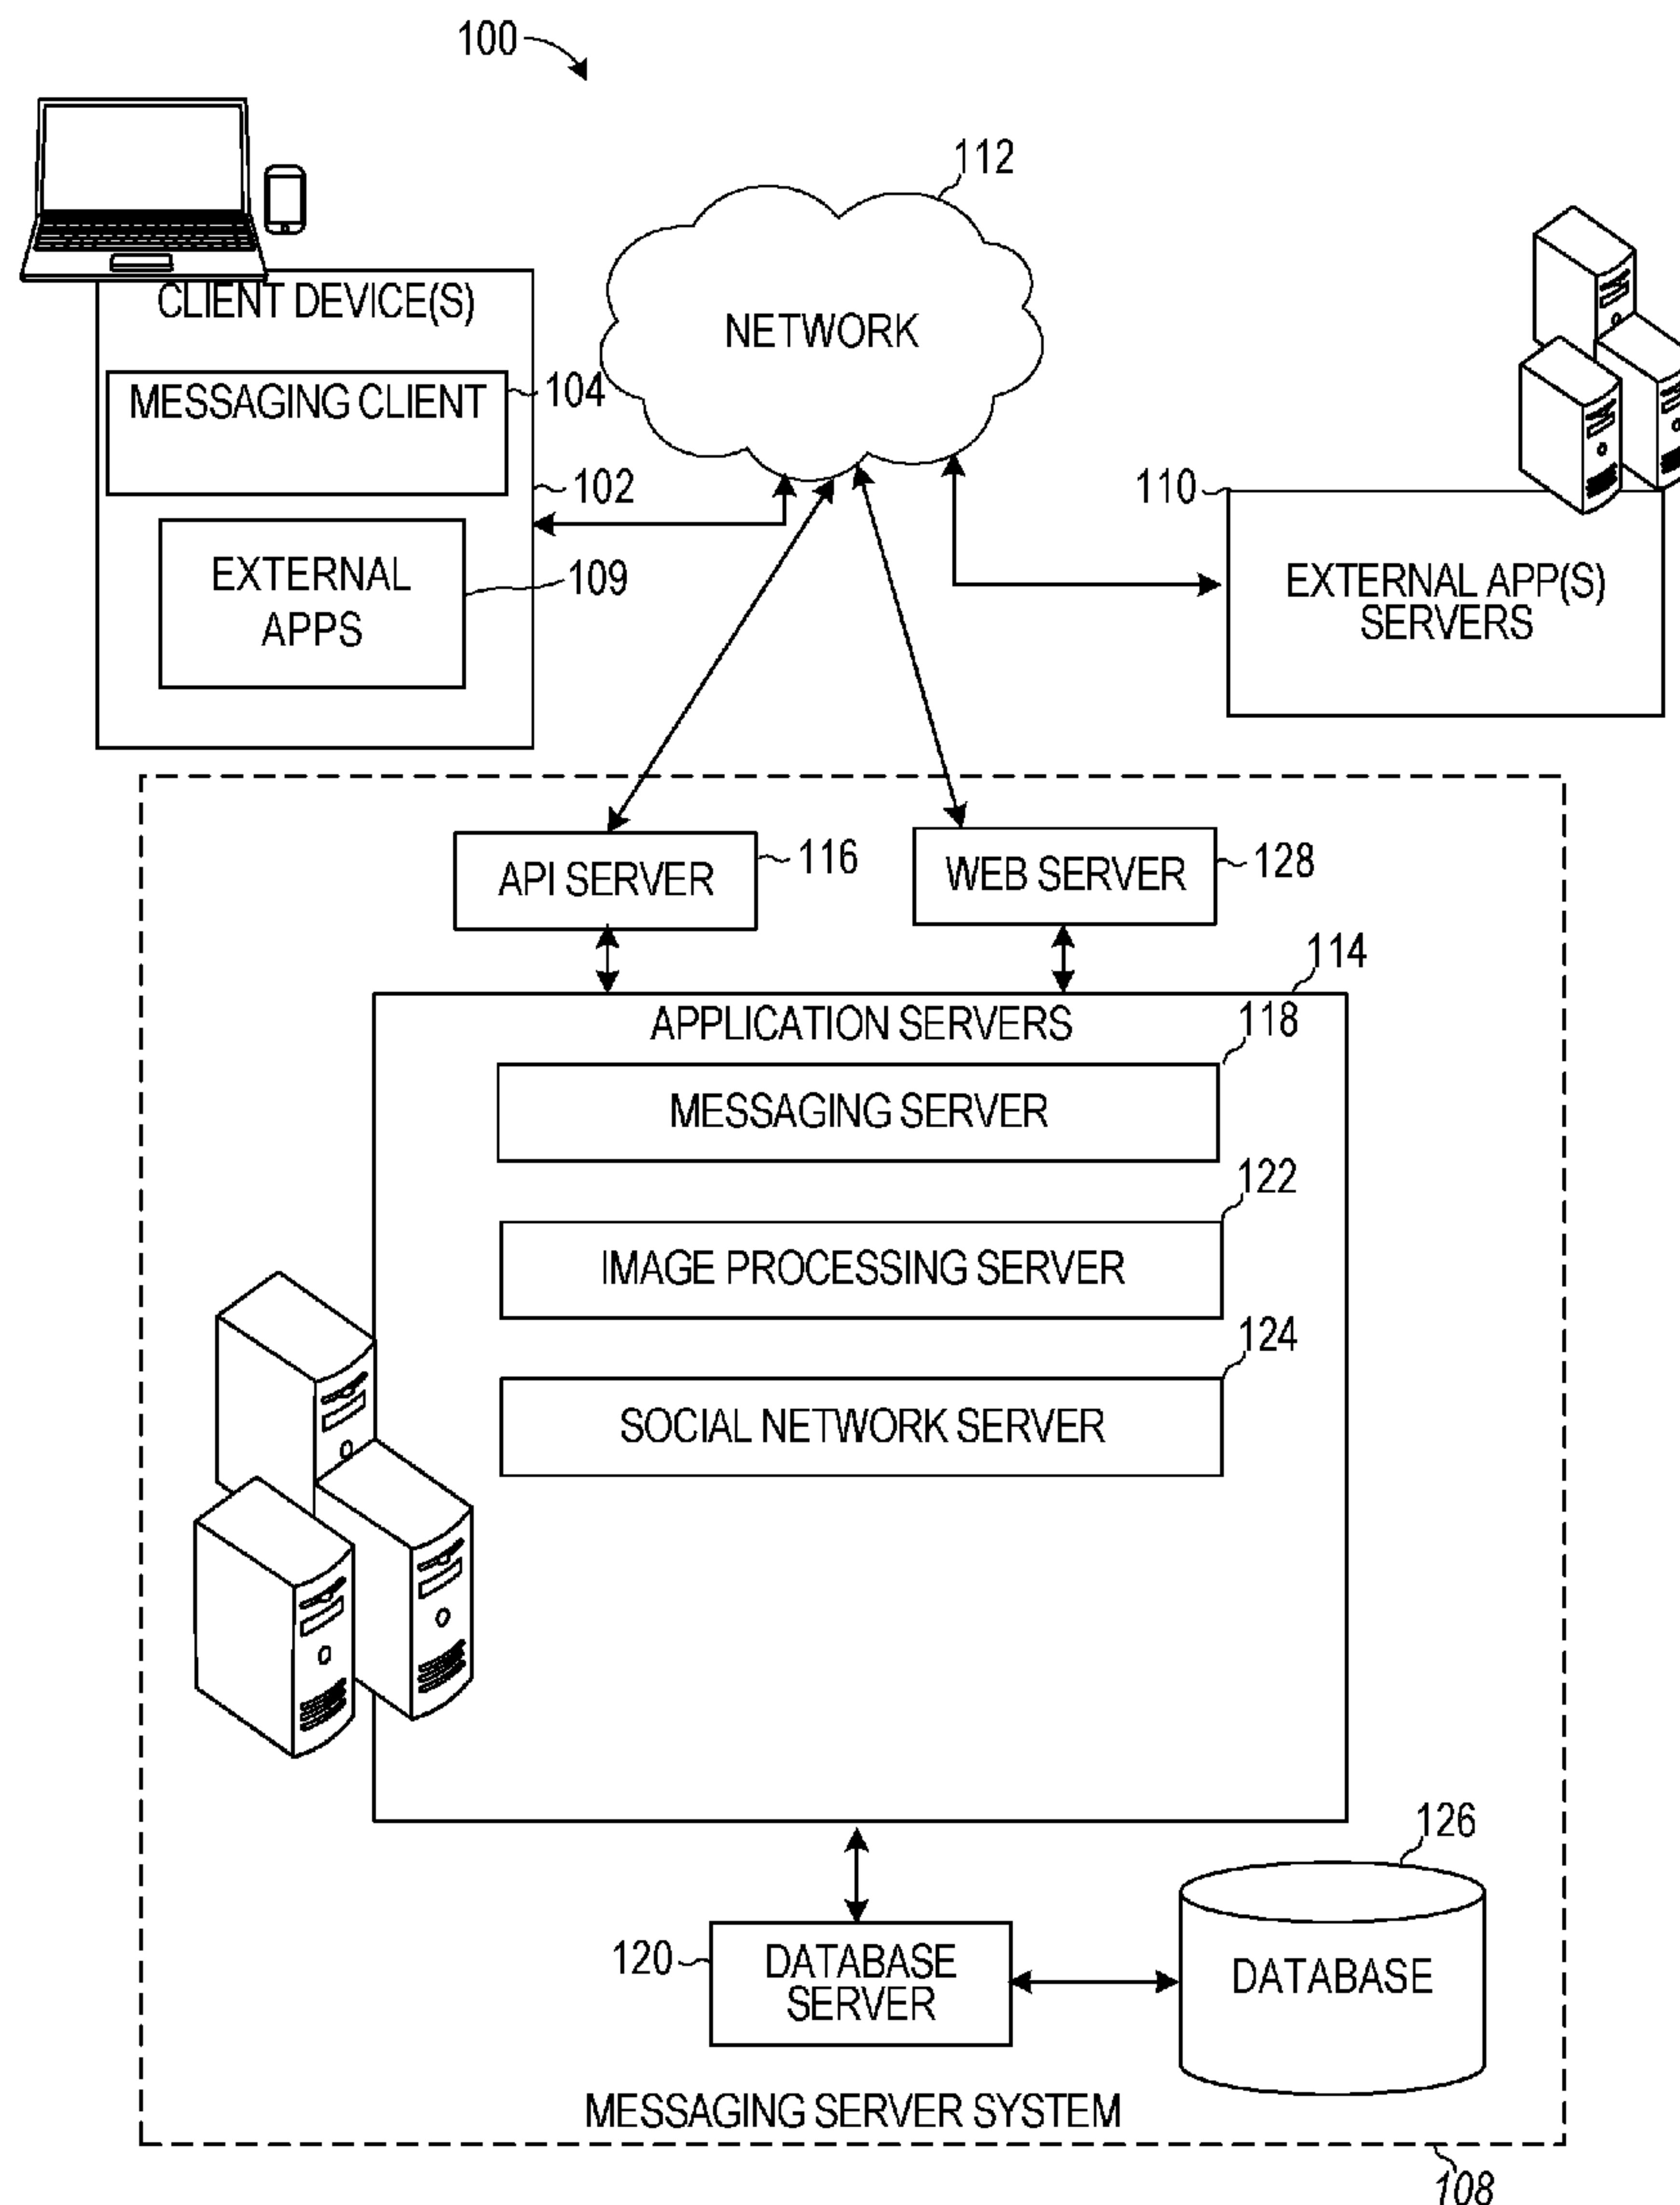 100
112
CLIENT DEVICE(S)
NETWORK
MESSAGING CLIENT
104
102
110
EXTERNAL
APPS
109
EXTERNAL APP(S)
SERVERS
API SERVER
116
WEB SERVER
128
114
APPLICATION SERVERS
118
MESSAGING SERVER
122
IMAGE PROCESSING SERVER
124
SOCIAL NETWORK SERVER
126
120
DATABASE
SERVER
DATABASE
MESSAGING SERVER SYSTEM
108